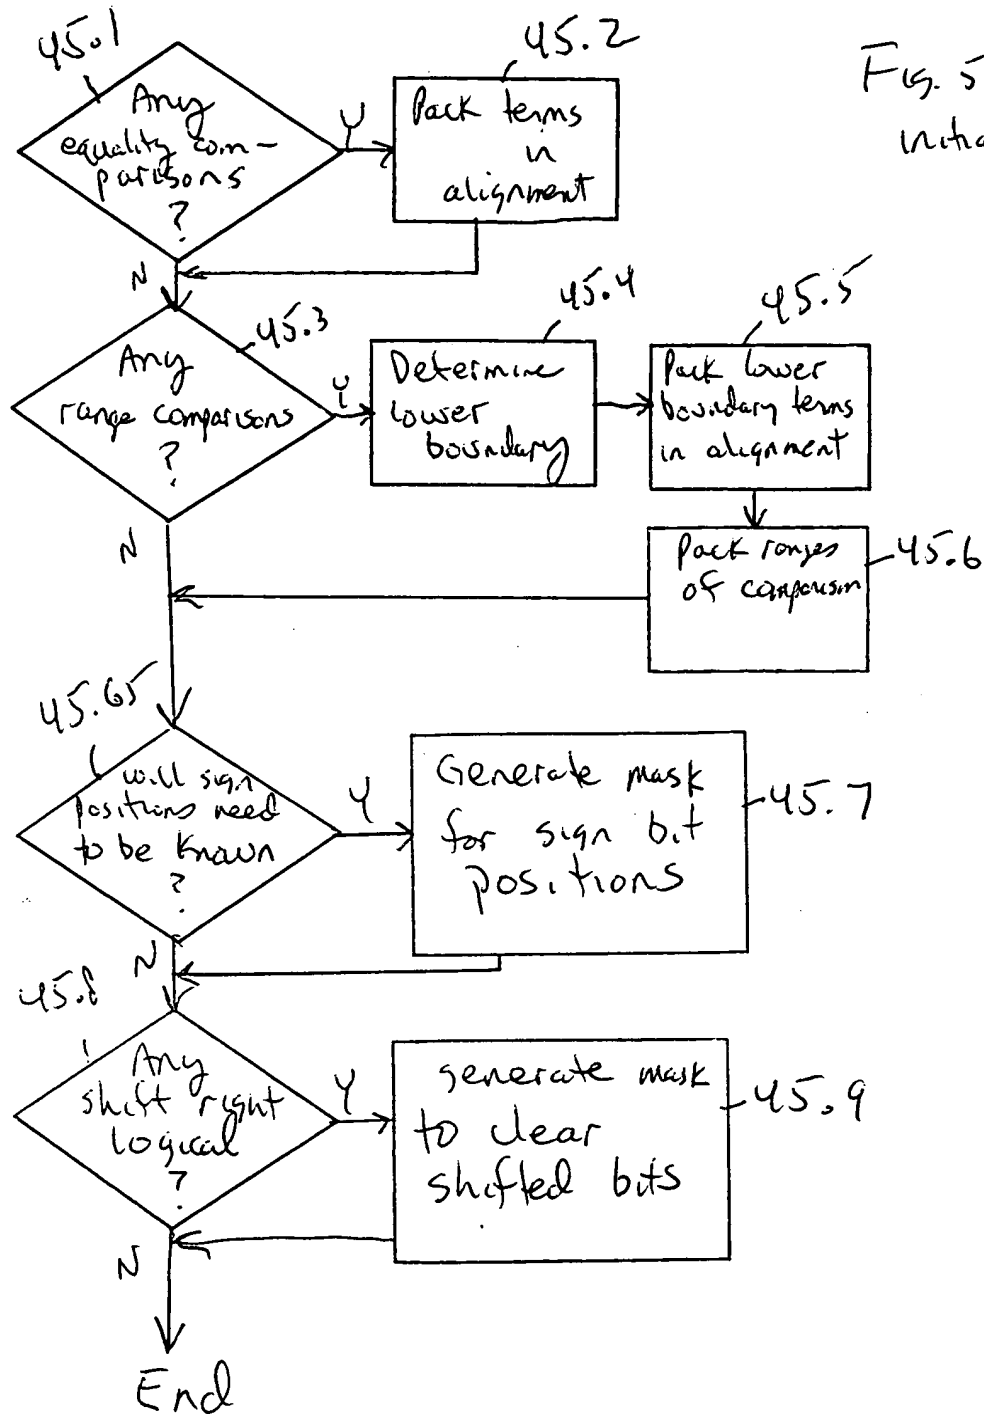 45.1
Any
equality com-
parisons
?
Y
45.2
Pack terms
in
alignment
Fig. 5
N
45.3
Any
range comparisons
?
Y
45.4
Determine
lower
boundary
45.5
Pack lower
boundary terms
in alignment
45.6
Pack ranges
of comparison
N
45.65
will sign
positions need
to be known
?
Y
45.7
Generate mask
for sign bit
positions
N
45.8
Any
shift right
logical
?
Y
45.9
generate mask
to clear
shifted bits
N
End